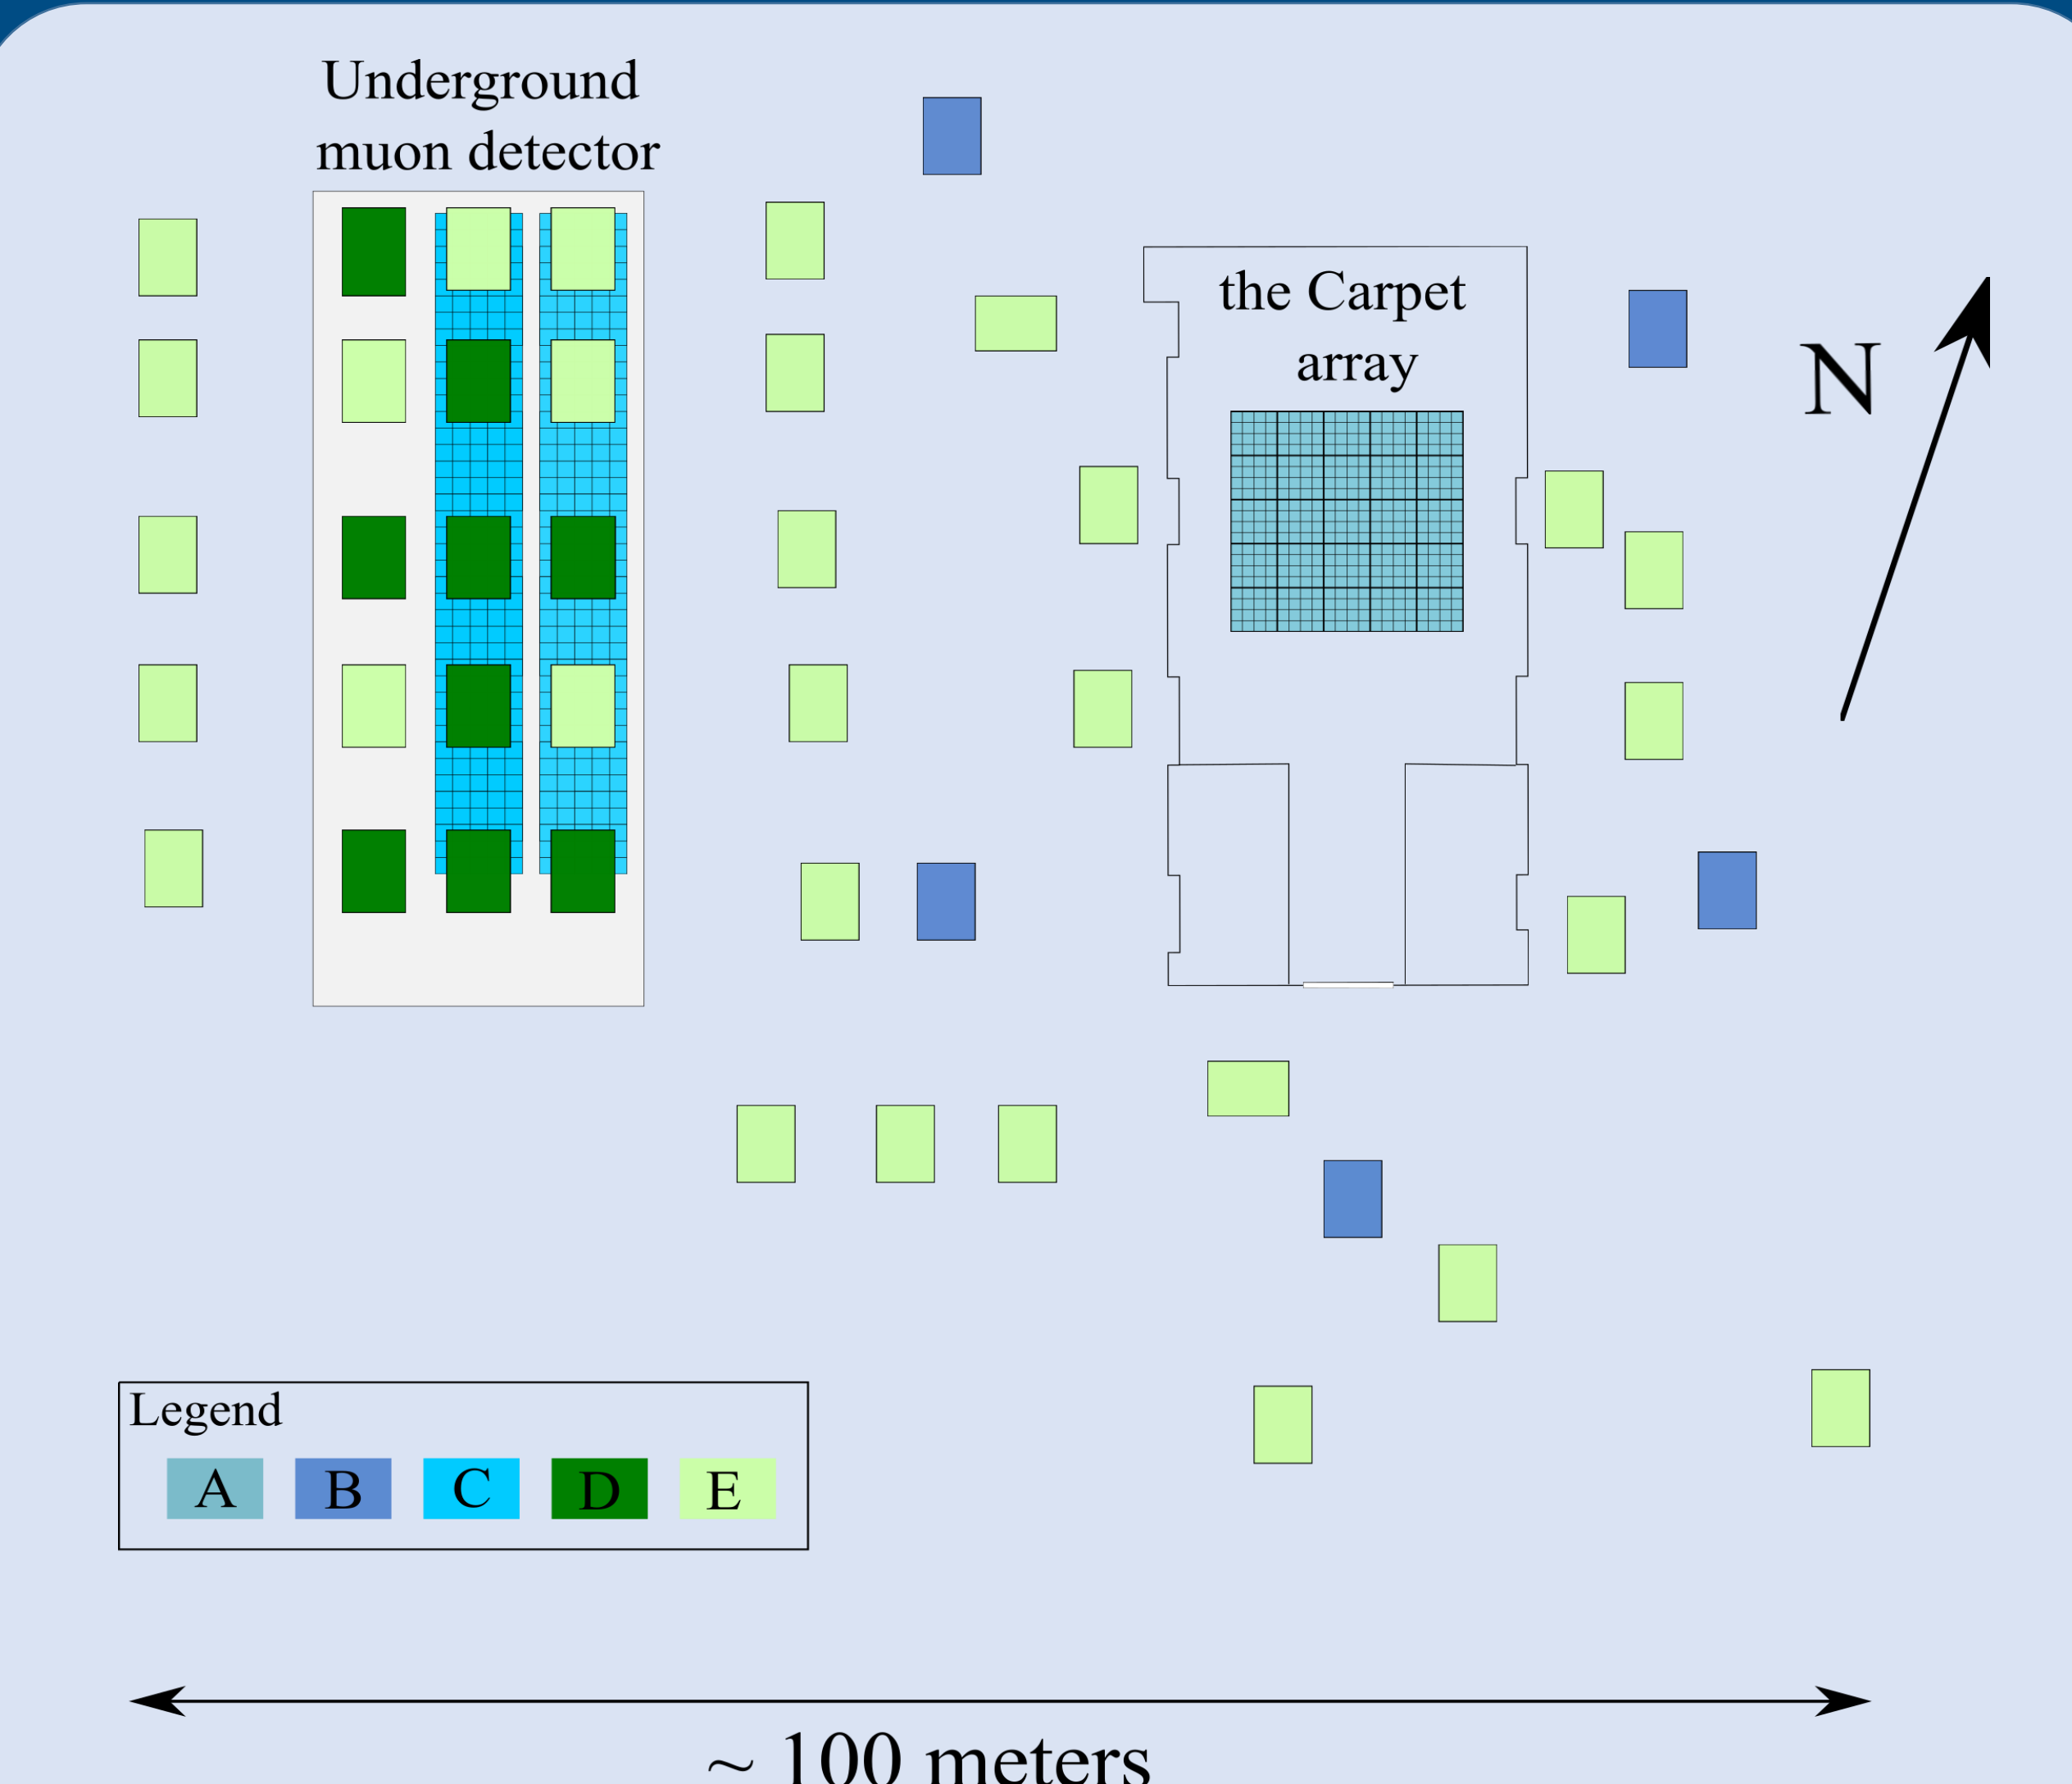 Underground
muon detector
the Carpet
array
N
Legend
A B C D E
~ 100 meters